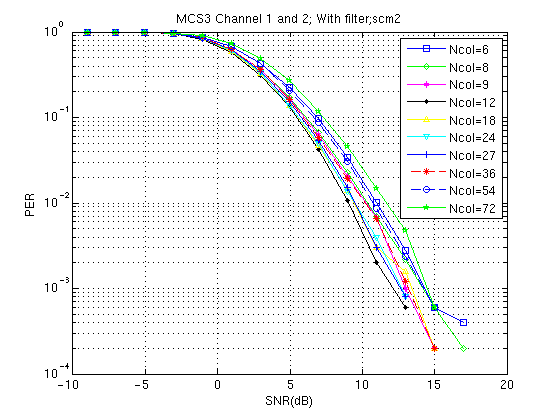 MCS3 Channel 1 and 2; With filter;scm2
10^0
10^-1
10^-2
10^-3
10^-4
PER
-10
-5
0
5
10
15
20
SNR(dB)
Ncol=6
Ncol=8
Ncol=9
Ncol=12
Ncol=18
Ncol=24
Ncol=27
Ncol=36
Ncol=54
Ncol=72